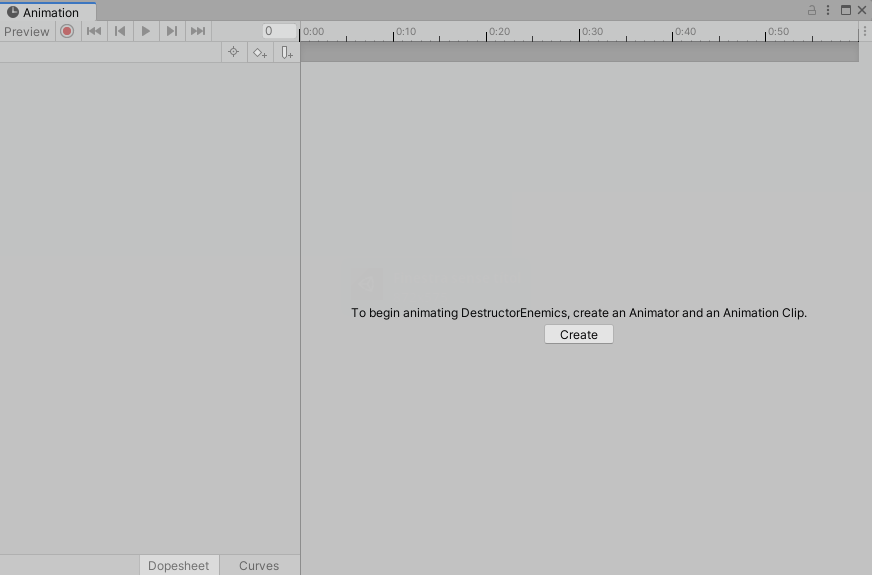 Animation
Preview 0 0:00 0:10 0:20 0:30 0:40 0:50
To begin animating DestructorEnemics, create an Animator and an Animation Clip.
Create
Dopesheet Curves